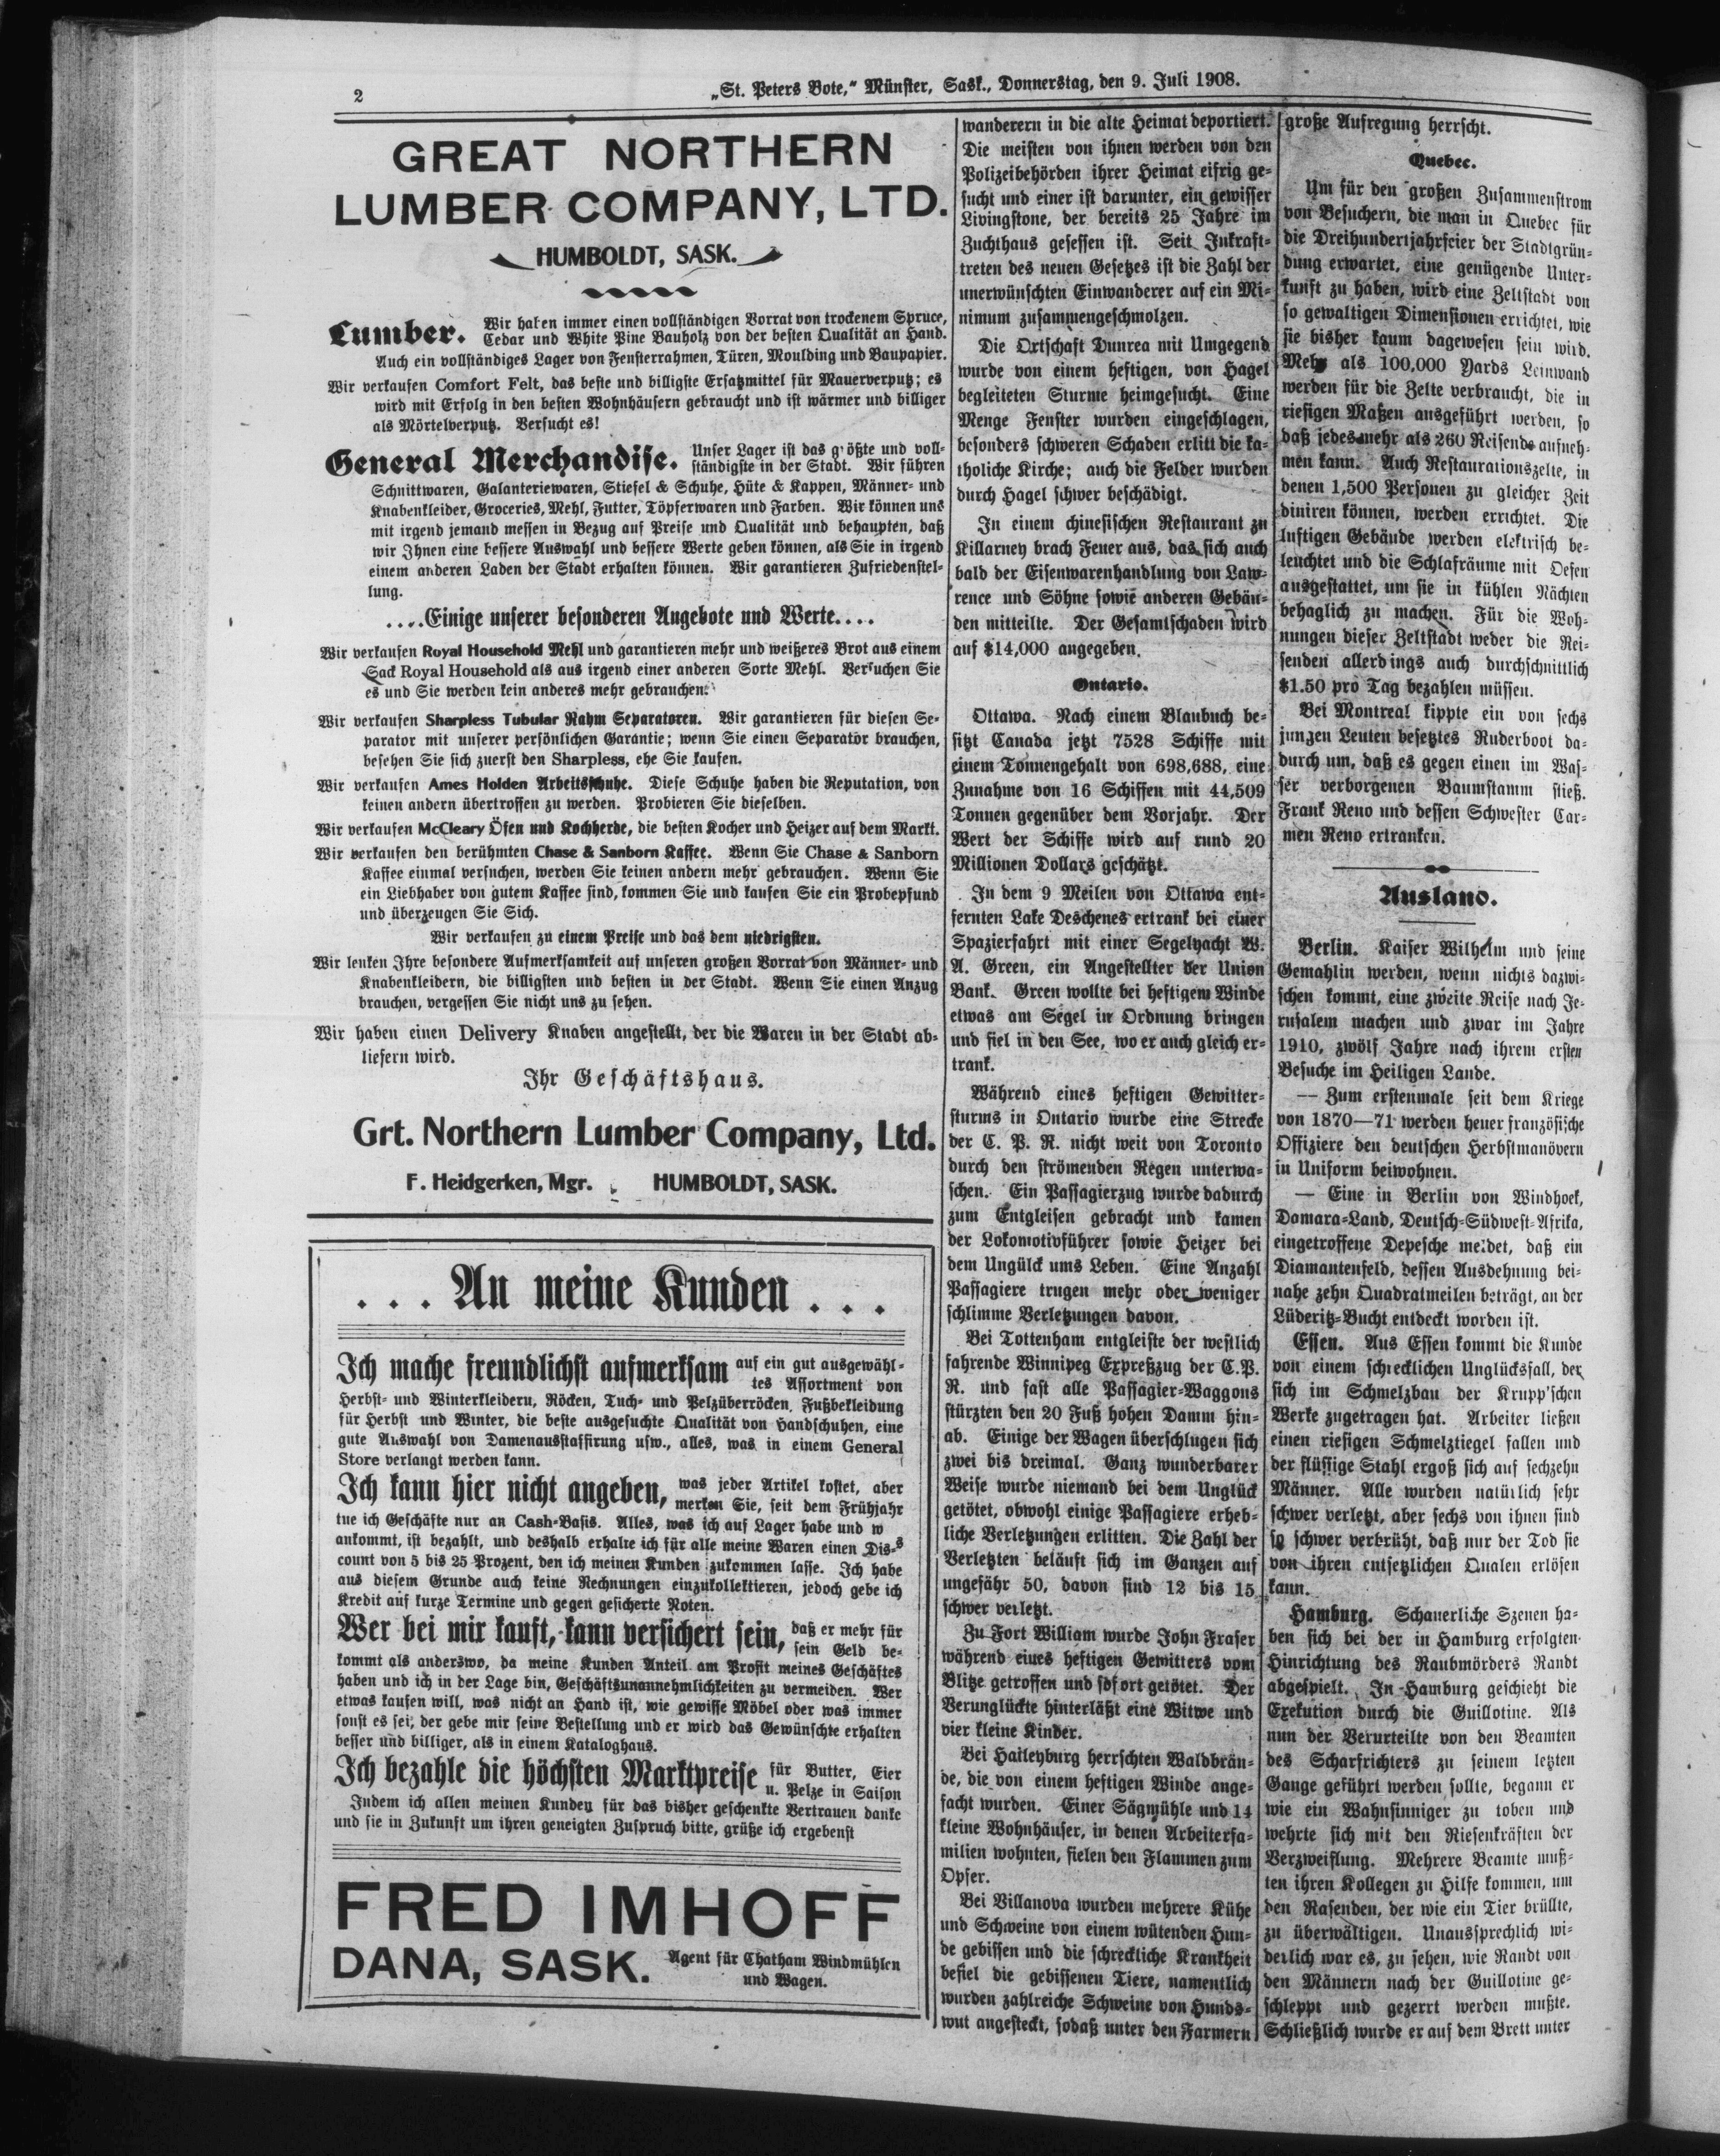 2
„St. Peters Bote,“ Münster, Sask., Donnerstag, den 9. Juli 1908.
GREAT NORTHERN
LUMBER COMPANY, LTD.
HUMBOLDT, SASK.
Lumber. Wir haben immer einen vollständigen Vorrat von trockenem Spruce,
Cedar und White Pine Bauholz von der besten Qualität an Hand.
Auch ein vollständiges Lager von Fensterrahmen, Türen, Moulding und Baupapier.
Wir verkaufen Comfort Felt, das beste und billigste Ersatzmittel für Mauerverputz; es
wird mit Erfolg in den besten Wohnhäusern gebraucht und ist wärmer und billiger
als Mörtelverputz. Versucht es!
General Merchandise. Unser Lager ist das größte und voll-
ständigste in der Stadt. Wir führen
Schnittwaren, Galanteriewaren, Stiefel & Schuhe, Hüte & Kappen, Männer- und
Knabenkleider, Groceries, Mehl, Futter, Töpferwaren und Farben. Wir können uns
mit irgend jemand messen in Bezug auf Preise und Qualität und behaupten, daß
wir Ihnen eine bessere Auswahl und bessere Werte geben können, als Sie in irgend
einem anderen Laden der Stadt erhalten können. Wir garantieren Zufriedenstel-
lung.
....Einige unserer besonderen Angebote und Werte....
Wir verkaufen Royal Household Mehl und garantieren mehr und weißeres Brot aus einem
Sack Royal Household als aus irgend einer anderen Sorte Mehl. Versuchen Sie
es und Sie werden kein anderes mehr gebrauchen.
Wir verkaufen Sharpless Tubular Rahm Separatoren. Wir garantieren für diesen Se-
parator mit unserer persönlichen Garantie; wenn Sie einen Separator brauchen,
besehen Sie sich zuerst den Sharpless, ehe Sie kaufen.
Wir verkaufen Ames Holden Arbeitsschuhe. Diese Schuhe haben die Reputation, von
keinen andern übertroffen zu werden. Probieren Sie dieselben.
Wir verkaufen McCleary Öfen und Kochherde, die besten Kocher und Heizer auf dem Markt.
Wir verkaufen den berühmten Chase & Sanborn Kaffee. Wenn Sie Chase & Sanborn
Kaffee einmal versuchen, werden Sie keinen andern mehr gebrauchen. Wenn Sie
ein Liebhaber von gutem Kaffee sind, kommen Sie und kaufen Sie ein Probepfund
und überzeugen Sie Sich.
Wir verkaufen zu einem Preise und das dem niedrigsten.
Wir lenken Ihre besondere Aufmerksamkeit auf unseren großen Vorrat von Männer- und
Knabenkleidern, die billigsten und besten in der Stadt. Wenn Sie einen Anzug
brauchen, vergessen Sie nicht uns zu sehen.
Wir haben einen Delivery Knaben angestellt, der die Waren in der Stadt ab-
liefern wird.
Ihr Geschäftshaus.
Grt. Northern Lumber Company, Ltd.
F. Heidgerken, Mgr. HUMBOLDT, SASK.
... An meine Kunden ...
Ich mache freundlichst aufmerksam auf ein gut ausgewähl-
tes Assortment von
Herbst- und Winterkleidern, Röcken, Tuch- und Pelzüberröcken, Fußbekleidung
für Herbst und Winter, die beste ausgesuchte Qualität von Handschuhen, eine
gute Auswahl von Damenausstaffirung usw., alles, was in einem General
Store verlangt werden kann.
Ich kann hier nicht angeben, was jeder Artikel kostet, aber
merken Sie, seit dem Frühjahr
tue ich Geschäfte nur an Cash-Basis. Alles, was ich auf Lager habe und w
ankommt, ist bezahlt, und deshalb erhalte ich für alle meine Waren einen Dis-s
count von 5 bis 25 Prozent, den ich meinen Kunden zukommen lasse. Ich habe
aus diesem Grunde auch keine Rechnungen einzukollektieren, jedoch gebe ich
Kredit auf kurze Termine und gegen gesicherte Noten.
Wer bei mir kauft, kann versichert sein, daß er mehr für
sein Geld be-
kommt als anderswo, da meine Kunden Anteil am Profit meines Geschäftes
haben und ich in der Lage bin, Geschäftsunannehmlichkeiten zu vermeiden. Wer
etwas kaufen will, was nicht an Hand ist, wie gewisse Möbel oder was immer
sonst es sei, der gebe mir seine Bestellung und er wird das Gewünschte erhalten
besser und billiger, als in einem Kataloghaus.
Ich bezahle die höchsten Marktpreise für Butter, Eier
u. Pelze in Saison
Indem ich allen meinen Kunden für das bisher geschenkte Vertrauen danke
und sie in Zukunft um ihren geneigten Zuspruch bitte, grüße ich ergebenst
FRED IMHOFF
DANA, SASK. Agent für Chatham Windmühlen
und Wagen.
wanderern in die alte Heimat deportiert.
Die meisten von ihnen werden von den
Polizeibehörden ihrer Heimat eifrig ge-
sucht und einer ist darunter, ein gewisser
Livingstone, der bereits 25 Jahre im
Zuchthaus gesessen ist. Seit Inkraft-
treten des neuen Gesetzes ist die Zahl der
unerwünschten Einwanderer auf ein Mi-
nimum zusammengeschmolzen.
Die Ortschaft Dunrea mit Umgegend
wurde von einem heftigen, von Hagel
begleiteten Sturme heimgesucht. Eine
Menge Fenster wurden eingeschlagen,
besonders schweren Schaden erlitt die ka-
tholiche Kirche; auch die Felder wurden
durch Hagel schwer beschädigt.
In einem chinesischen Restaurant zu
Killarney brach Feuer aus, das sich auch
bald der Eisenwarenhandlung von Law-
rence und Söhne sowie anderen Gebäu-
den mitteilte. Der Gesamtschaden wird
auf $14,000 angegeben.
Ontario.
Ottawa. Nach einem Blaubuch be-
sitzt Canada jetzt 7528 Schiffe mit
einem Tonnengehalt von 698,688, eine
Zunahme von 16 Schiffen mit 44,509
Tonnen gegenüber dem Vorjahr. Der
Wert der Schiffe wird auf rund 20
Millionen Dollars geschätzt.
In dem 9 Meilen von Ottawa ent-
fernten Lake Deschenes ertrank bei einer
Spazierfahrt mit einer Segelyacht W.
A. Green, ein Angestellter der Union
Bank. Green wollte bei heftigem Winde
etwas am Segel in Ordnung bringen
und fiel in den See, wo er auch gleich er-
trank.
Während eines heftigen Gewitter-
sturms in Ontario wurde eine Strecke
der C. P. R. nicht weit von Toronto
durch den strömenden Regen unterwa-
schen. Ein Passagierzug wurde dadurch
zum Entgleisen gebracht und kamen
der Lokomotivführer sowie Heizer bei
dem Ungülck ums Leben. Eine Anzahl
Passagiere trugen mehr oder weniger
schlimme Verletzungen davon.
Bei Tottenham entgleiste der westlich
fahrende Winnipeg Expreßzug der C.P.
R. und fast alle Passagier-Waggons
stürzten den 20 Fuß hohen Damm hin-
ab. Einige der Wagen überschlugen sich
zwei bis dreimal. Ganz wunderbarer
Weise wurde niemand bei dem Unglück
getötet, obwohl einige Passagiere erheb-
liche Verletzungen erlitten. Die Zahl der
Verletzten beläuft sich im Ganzen auf
ungefähr 50, davon sind 12 bis 15
schwer verletzt.
Zu Fort William wurde John Fraser
während eines heftigen Gewitters vom
Blitze getroffen und sofort getötet. Der
Verunglückte hinterläßt eine Witwe und
vier kleine Kinder.
Bei Haileyburg herrschten Waldbrän-
de, die von einem heftigen Winde ange-
facht wurden. Einer Sägmühle und 14
kleine Wohnhäuser, in denen Arbeiterfa-
milien wohnten, fielen den Flammen zum
Opfer.
Bei Villanova wurden mehrere Kühe
und Schweine von einem wütenden Hun-
de gebissen und die schreckliche Krankheit
befiel die gebissenen Tiere, namentlich
wurden zahlreiche Schweine von Hunds-
wut angesteckt, sodaß unter den Farmern
große Aufregung herrscht.
Quebec.
Um für den großen Zusammenstrom
von Besuchern, die man in Quebec für
die Dreihundertjahrfeier der Stadtgrün-
dung erwartet, eine genügende Unter-
kunft zu haben, wird eine Zeltstadt von
so gewaltigen Dimensionen errichtet, wie
sie bisher kaum dagewesen sein wird.
Mehr als 100,000 Yards Leinwand
werden für die Zelte verbraucht, die in
riesigen Maßen ausgeführt werden, so
daß jedes mehr als 260 Reisende aufneh-
men kann. Auch Restaurationszelte, in
denen 1,500 Personen zu gleicher Zeit
diniren können, werden errichtet. Die
luftigen Gebäude werden elektrisch be-
leuchtet und die Schlafräume mit Oefen
ausgestattet, um sie in kühlen Nächten
behaglich zu machen. Für die Woh-
nungen dieser Zeltstadt weder die Rei-
senden allerdings auch durchschnittlich
$1.50 pro Tag bezahlen müssen.
Bei Montreal kippte ein von sechs
jungen Leuten besetztes Ruderboot da-
durch um, daß es gegen einen im Was-
ser verborgenen Baumstamm stieß.
Frank Reno und dessen Schwester Car-
men Reno ertranken.
Ausland.
Berlin. Kaiser Wilhelm und seine
Gemahlin werden, wenn nichts dazwi-
schen kommt, eine zweite Reise nach Je-
rusalem machen und zwar im Jahre
1910, zwölf Jahre nach ihrem ersten
Besuche im Heiligen Lande.
— Zum erstenmale seit dem Kriege
von 1870—71 werden heuer französische
Offiziere den deutschen Herbstmanövern
in Uniform beiwohnen.
— Eine in Berlin von Windhoek,
Damara-Land, Deutsch-Südwest-Afrika,
eingetroffene Depesche meldet, daß ein
Diamantenfeld, dessen Ausdehnung bei-
nahe zehn Quadratmeilen beträgt, an der
Lüderitz-Bucht entdeckt worden ist.
Essen. Aus Essen kommt die Kunde
von einem schrecklichen Unglücksfall, der
sich im Schmelzbau der Krupp'schen
Werke zugetragen hat. Arbeiter ließen
einen riesigen Schmelztiegel fallen und
der flüssige Stahl ergoß sich auf sechzehn
Männer. Alle wurden natürlich sehr
schwer verletzt, aber sechs von ihnen sind
so schwer verbrüht, daß nur der Tod sie
von ihren entsetzlichen Qualen erlösen
kann.
Hamburg. Schauerliche Szenen ha-
ben sich bei der in Hamburg erfolgten
Hinrichtung des Raubmörders Randt
abgespielt. In Hamburg geschieht die
Exekution durch die Guillotine. Als
nun der Verurteilte von den Beamten
des Scharfrichters zu seinem letzten
Gange geführt werden sollte, begann er
wie ein Wahnsinniger zu toben und
wehrte sich mit den Riesenkräften der
Verzweiflung. Mehrere Beamte muß-
ten ihren Kollegen zu Hilfe kommen, um
den Rasenden, der wie ein Tier brüllte,
zu überwältigen. Unaussprechlich wi-
derlich war es, zu sehen, wie Randt von
den Männern nach der Guillotine ge-
schleppt und gezerrt werden mußte.
Schließlich wurde er auf dem Brett unter